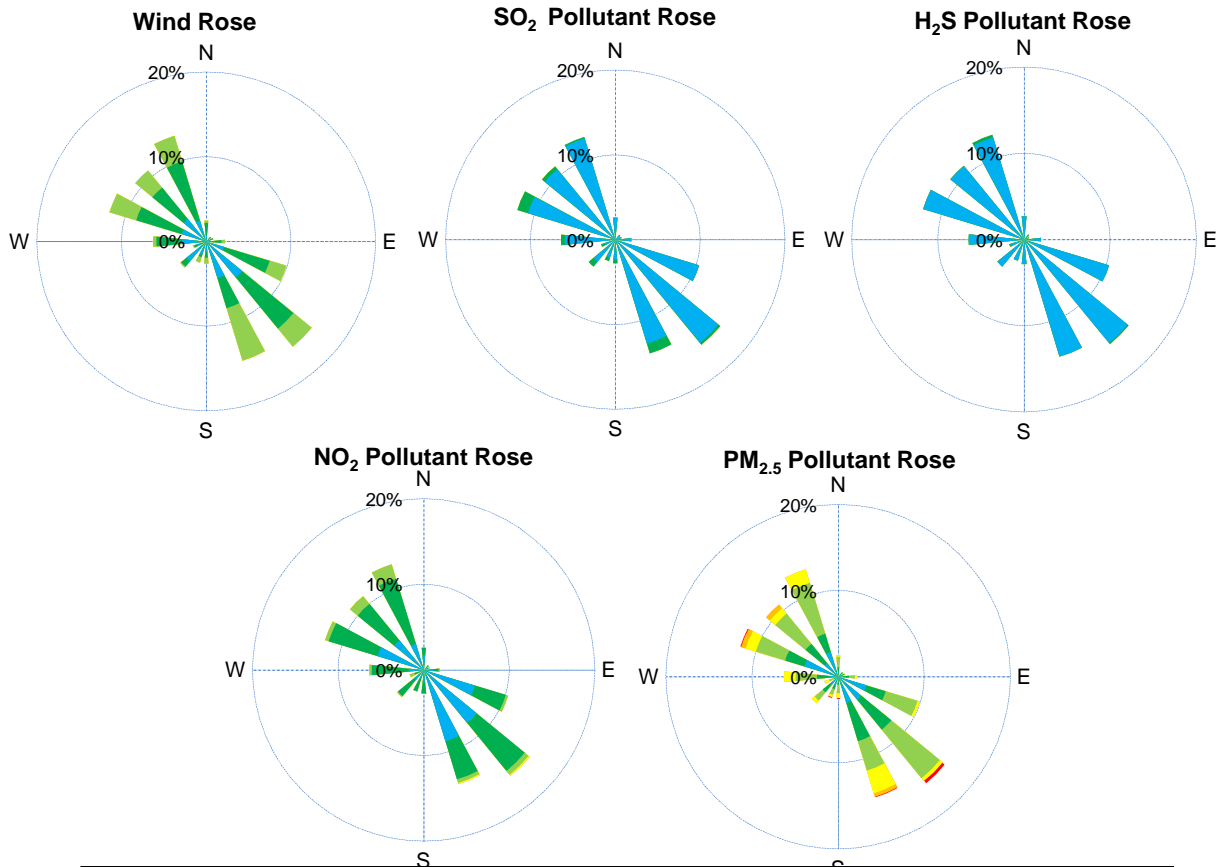 Wind Rose
N
20%
10%
0%
W
E
S
SO₂ Pollutant Rose
N
20%
10%
0%
W
E
S
H₂S Pollutant Rose
N
20%
10%
0%
W
E
S
NO₂ Pollutant Rose
N
20%
10%
0%
W
E
S
PM₂.₅ Pollutant Rose
N
20%
10%
0%
W
E
S